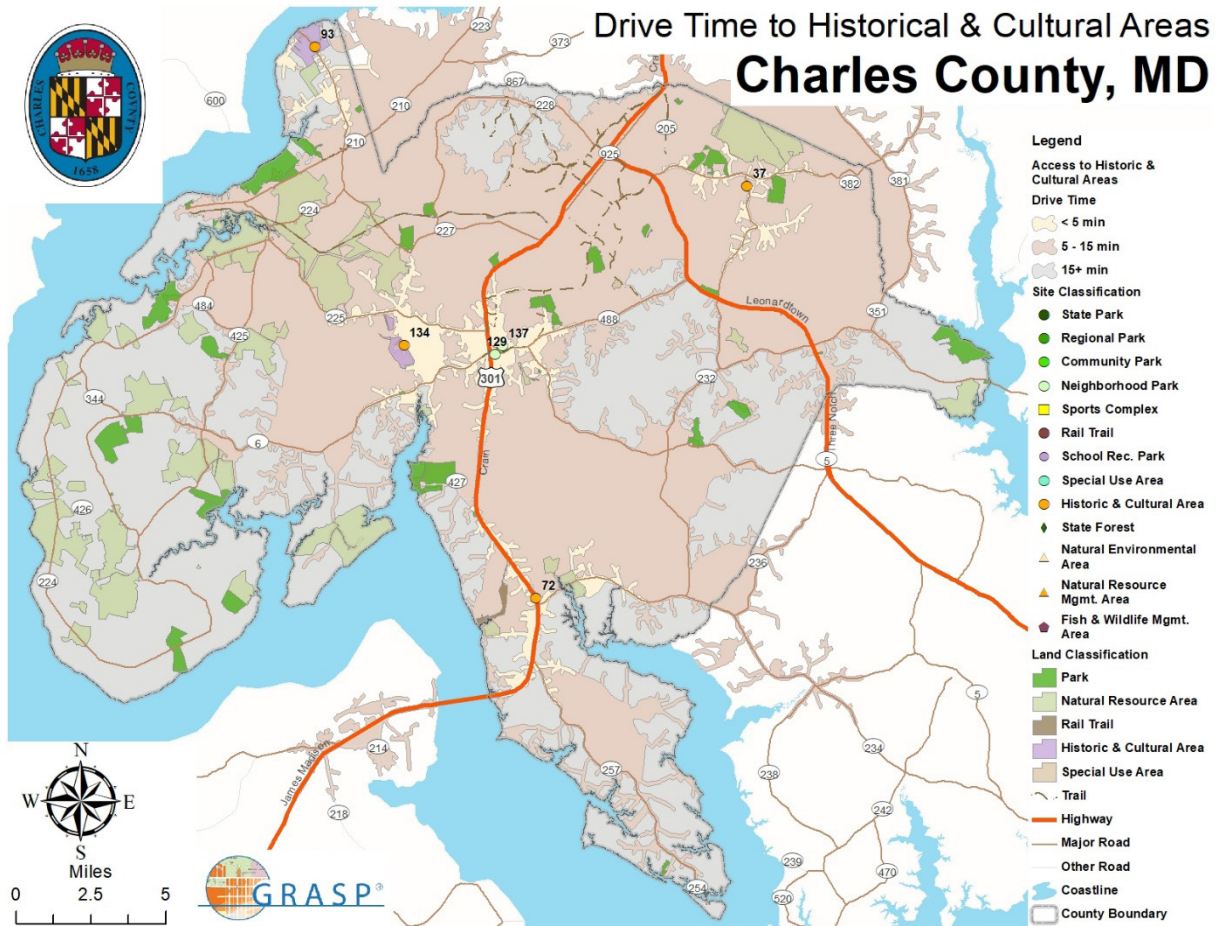 Drive Time to Historical & Cultural Areas
Charles County, MD
CHARLES COUNTY
1658
93
223
373
600
210
867
228
205
210
925
37
382
381
224
227
484
225
134
137
129
488
Leonardtown
351
425
301
232
344
6
Crain
427
Three Notch
5
426
224
72
236
James Madison
214
218
257
254
5
234
238
242
239
470
520
N
W
E
S
Miles
0 2.5 5
GRASP®
Legend
Access to Historic &
Cultural Areas
Drive Time
< 5 min
5 - 15 min
15+ min
Site Classification
State Park
Regional Park
Community Park
Neighborhood Park
Sports Complex
Rail Trail
School Rec. Park
Special Use Area
Historic & Cultural Area
State Forest
Natural Environmental
Area
Natural Resource
Mgmt. Area
Fish & Wildlife Mgmt.
Area
Land Classification
Park
Natural Resource Area
Rail Trail
Historic & Cultural Area
Special Use Area
Trail
Highway
Major Road
Other Road
Coastline
County Boundary